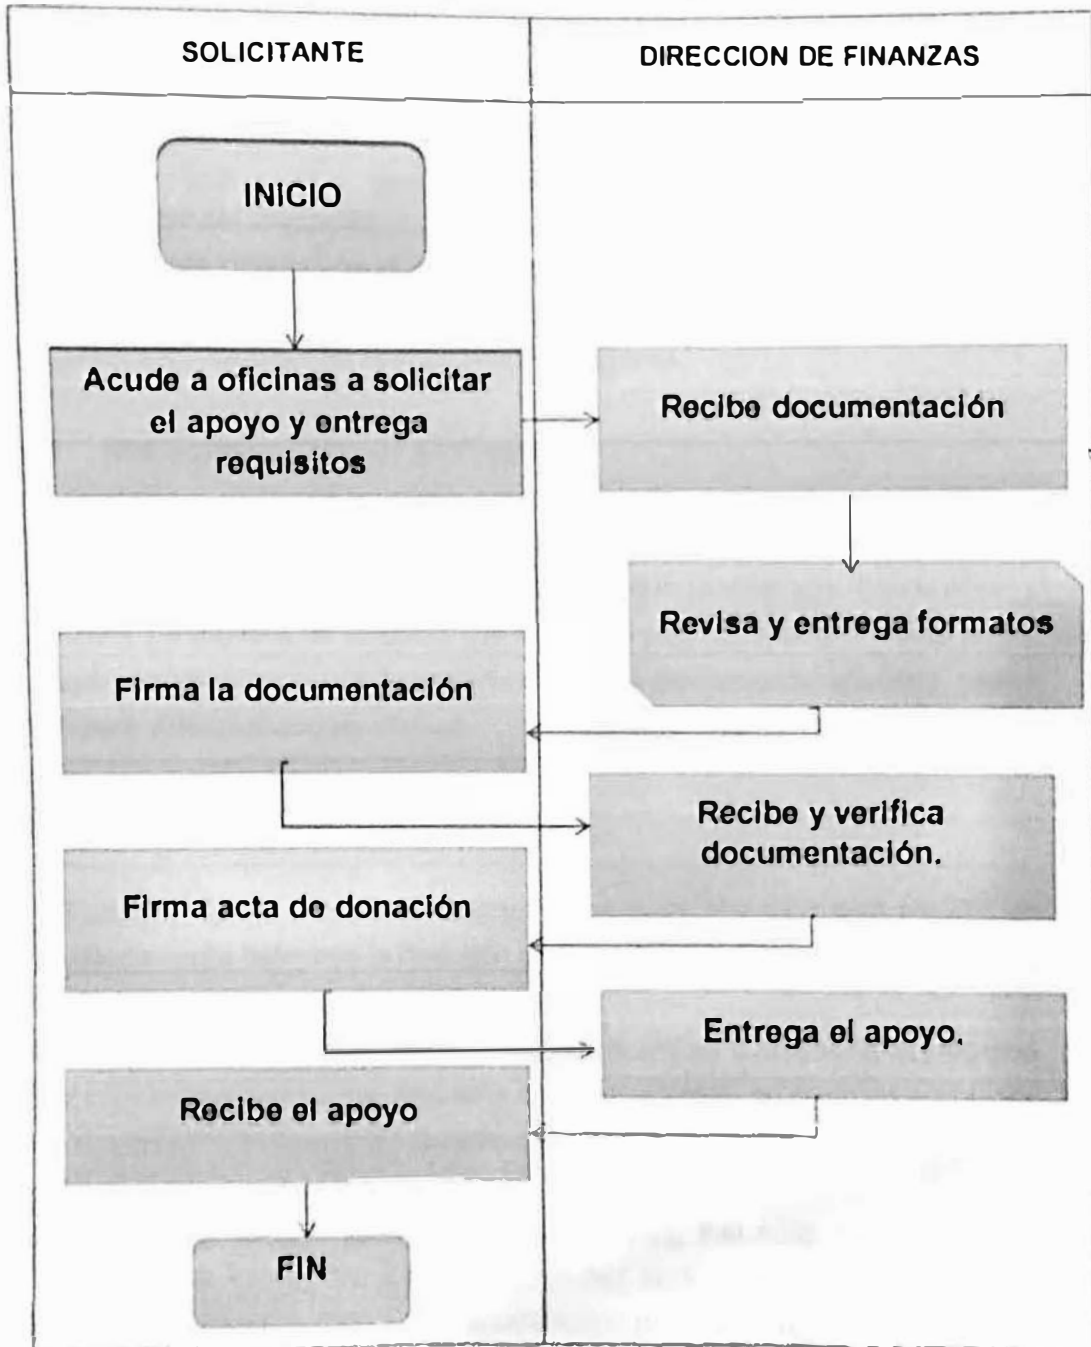 SOLICITANTE
DIRECCION DE FINANZAS
INICIO
Acude a oficinas a solicitar
el apoyo y entrega
requisitos
Recibe documentación
Revisa y entrega formatos
Firma la documentación
Recibe y verifica
documentación.
Firma acta de donación
Entrega el apoyo.
Recibe el apoyo
FIN